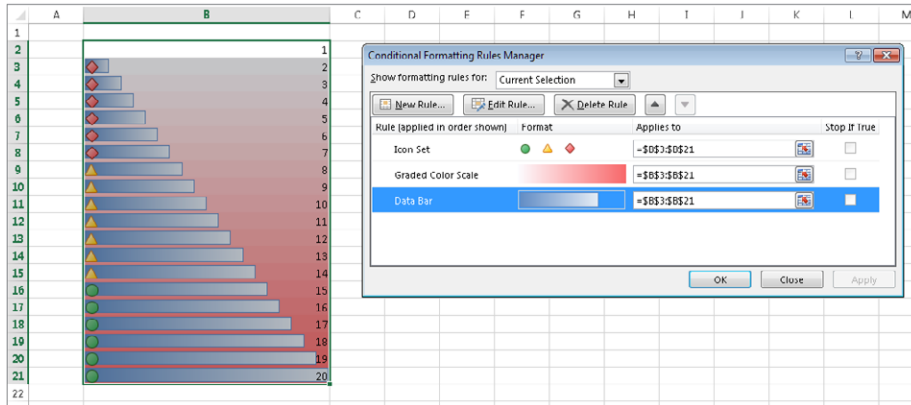 A B C D E F G H I J K L M
1
2 1
3 2
4 3
5 4
6 5
7 6
8 7
9 8
10 9
11 10
12 11
13 12
14 13
15 14
16 15
17 16
18 17
19 18
20 19
21 20
22
Conditional Formatting Rules Manager
Show formatting rules for: Current Selection
New Rule... Edit Rule... Delete Rule
Rule (applied in order shown) Format Applies to Stop If True
Icon Set =$B$3:$B$21
Graded Color Scale =$B$3:$B$21
Data Bar =$B$3:$B$21
OK Close Apply